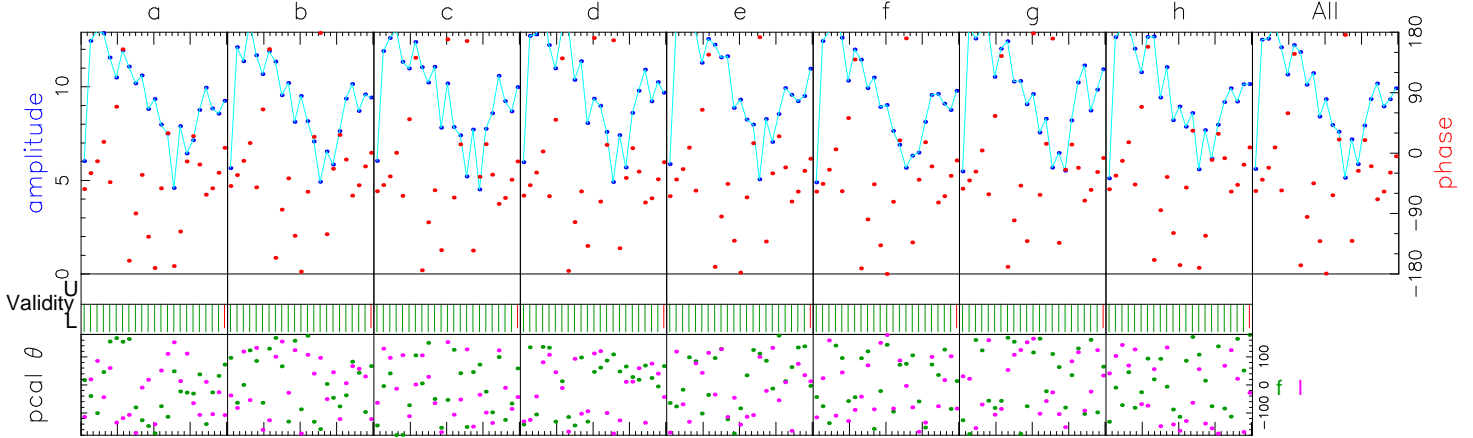 a b c d e f g h All
amplitude
10
5
0
180
90
0
-90
-180
phase
U
Validity
L
pcal θ
100
0
-100
f l